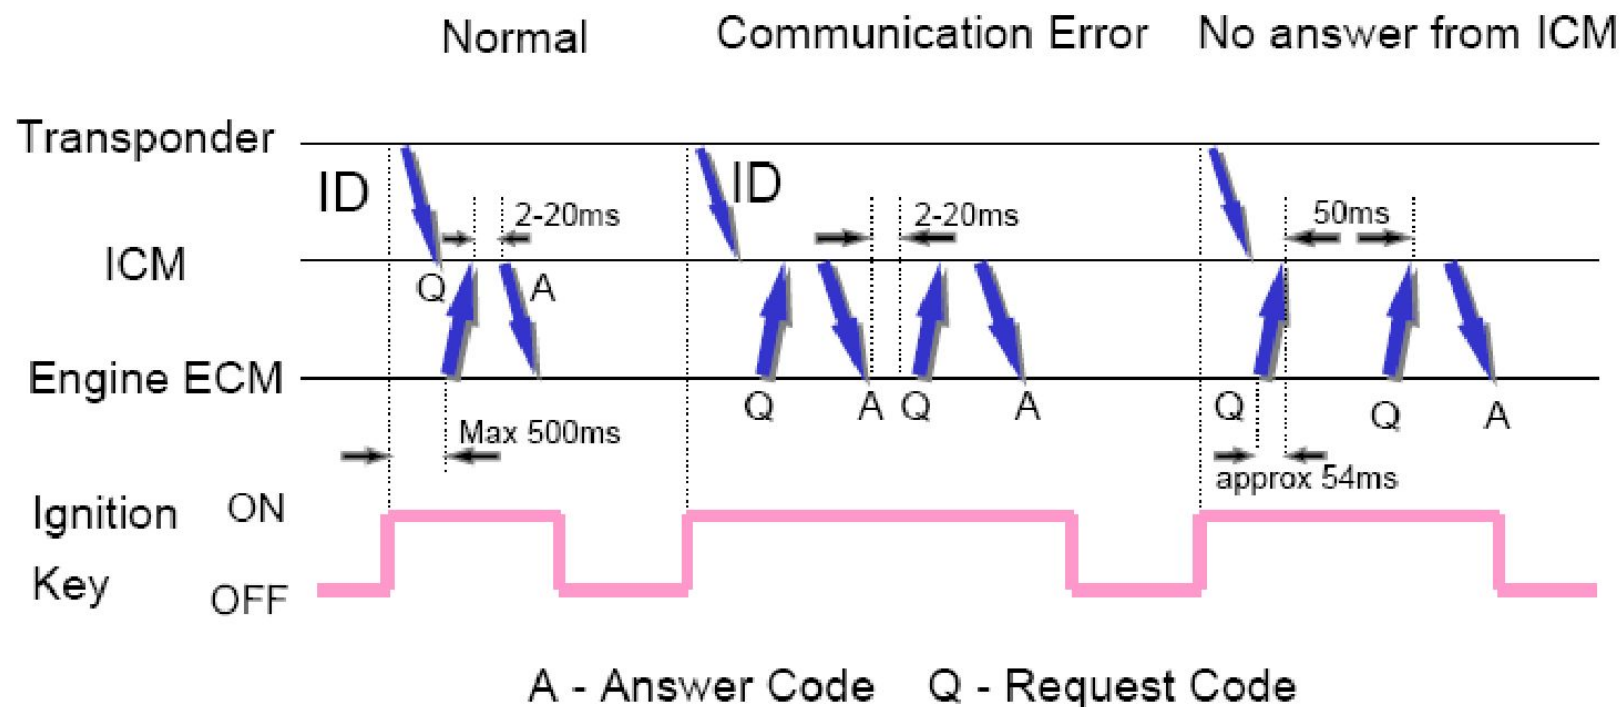 Normal
Communication Error
No answer from ICM
Transponder
ID
ID
2-20ms
2-20ms
50ms
ICM
Q
A
Engine ECM
Q
A
Q
A
Q
Q
A
Max 500ms
approx 54ms
Ignition
ON
Key
OFF
A - Answer Code
Q - Request Code